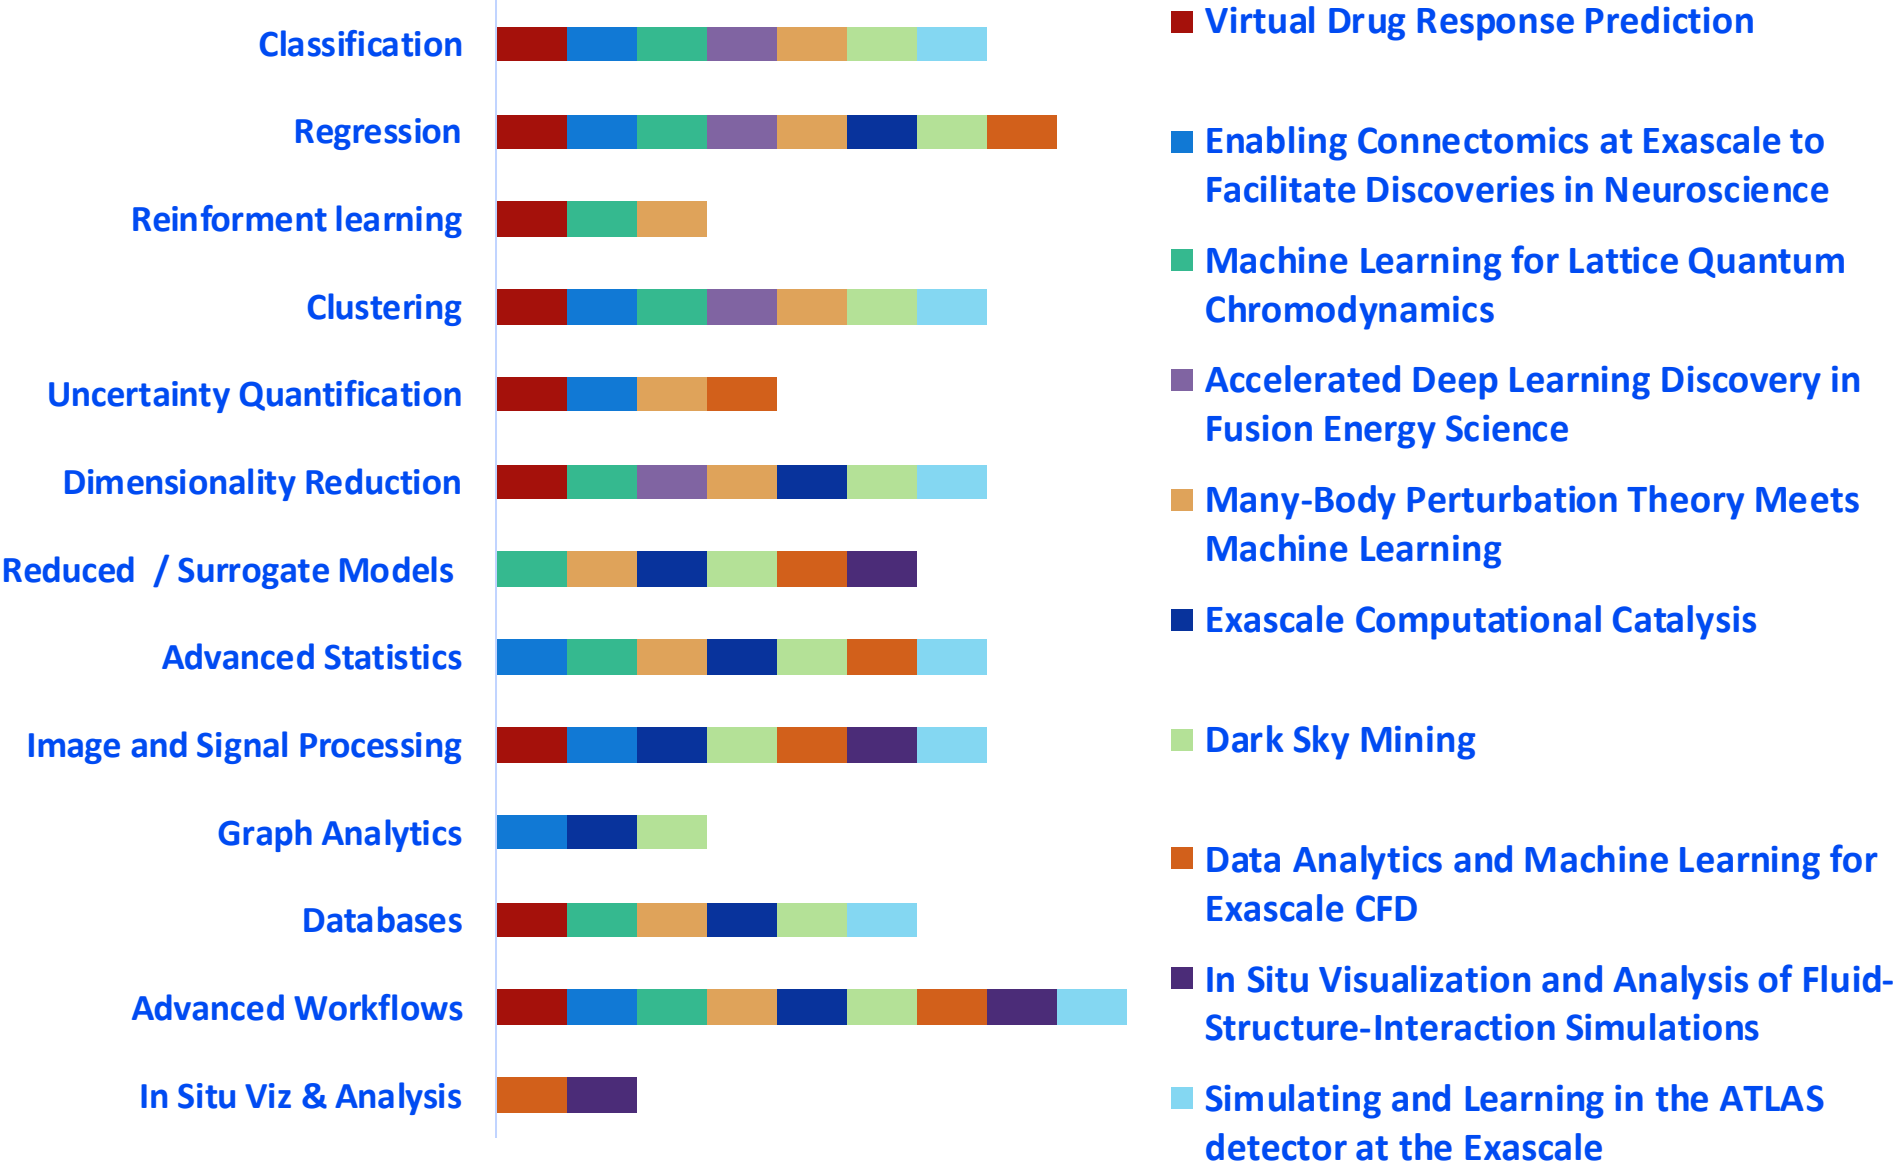 Classification
Regression
Reinforment learning
Clustering
Uncertainty Quantification
Dimensionality Reduction
Reduced / Surrogate Models
Advanced Statistics
Image and Signal Processing
Graph Analytics
Databases
Advanced Workflows
In Situ Viz & Analysis
Virtual Drug Response Prediction
Enabling Connectomics at Exascale to
Facilitate Discoveries in Neuroscience
Machine Learning for Lattice Quantum
Chromodynamics
Accelerated Deep Learning Discovery in
Fusion Energy Science
Many-Body Perturbation Theory Meets
Machine Learning
Exascale Computational Catalysis
Dark Sky Mining
Data Analytics and Machine Learning for
Exascale CFD
In Situ Visualization and Analysis of Fluid-
Structure-Interaction Simulations
Simulating and Learning in the ATLAS
detector at the Exascale